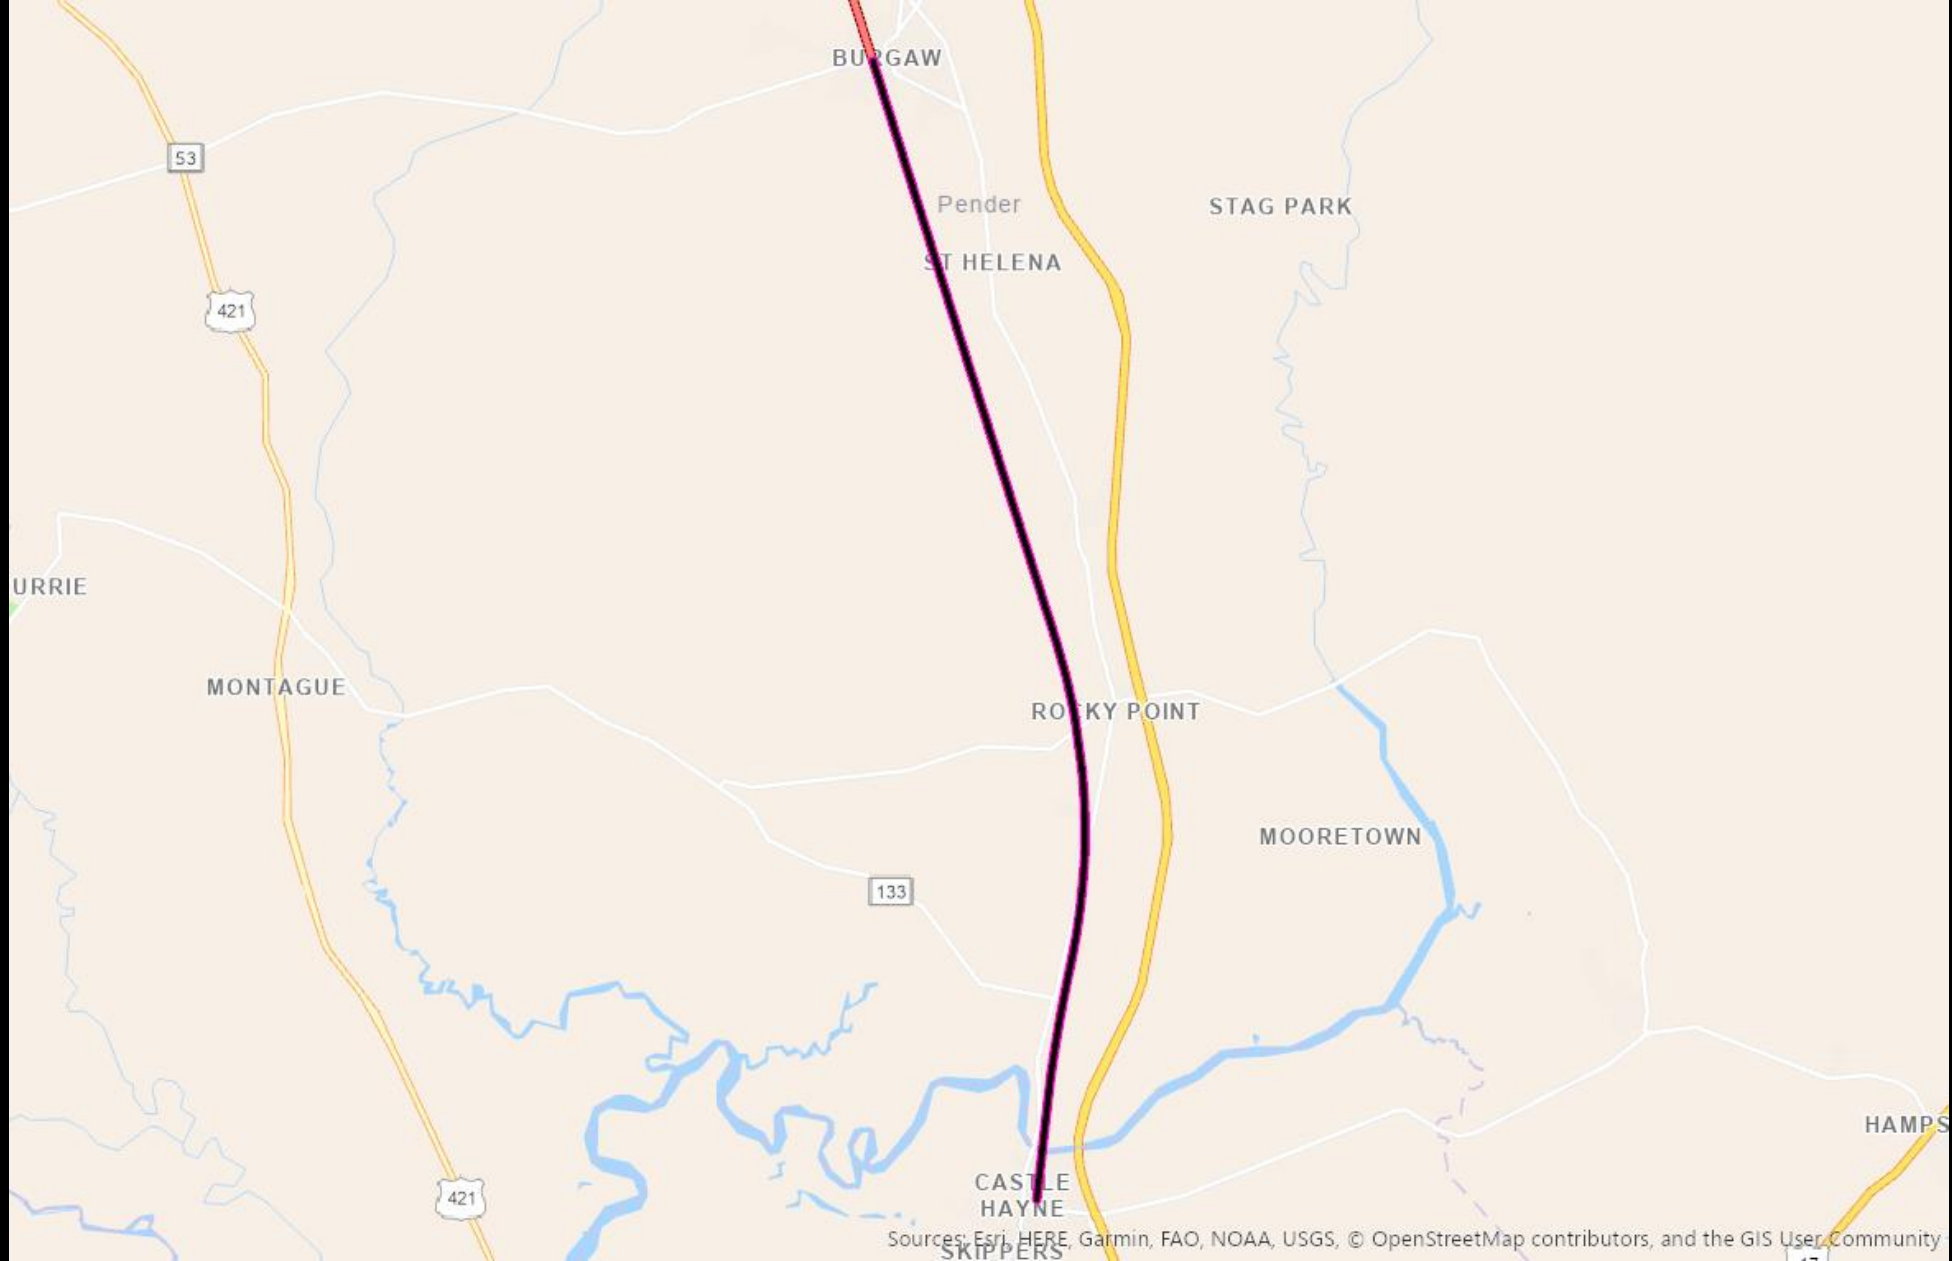 BURGAW
53
Pender
STAG PARK
ST HELENA
421
URRIE
MONTAGUE
ROCKY POINT
MOORETOWN
133
HAMPS
CASTLE
HAYNE
421
Sources: Esri, HERE, Garmin, FAO, NOAA, USGS, © OpenStreetMap contributors, and the GIS User Community
SKIPPERS
17